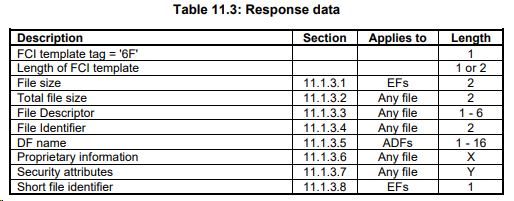 Table 11.3: Response data
Description Section Applies to Length
FCI template tag = '6F' 1
Length of FCI template 1 or 2
File size 11.1.3.1 EFs 2
Total file size 11.1.3.2 Any file 2
File Descriptor 11.1.3.3 Any file 1 - 6
File Identifier 11.1.3.4 Any file 2
DF name 11.1.3.5 ADFs 1 - 16
Proprietary information 11.1.3.6 Any file X
Security attributes 11.1.3.7 Any file Y
Short file identifier 11.1.3.8 EFs 1